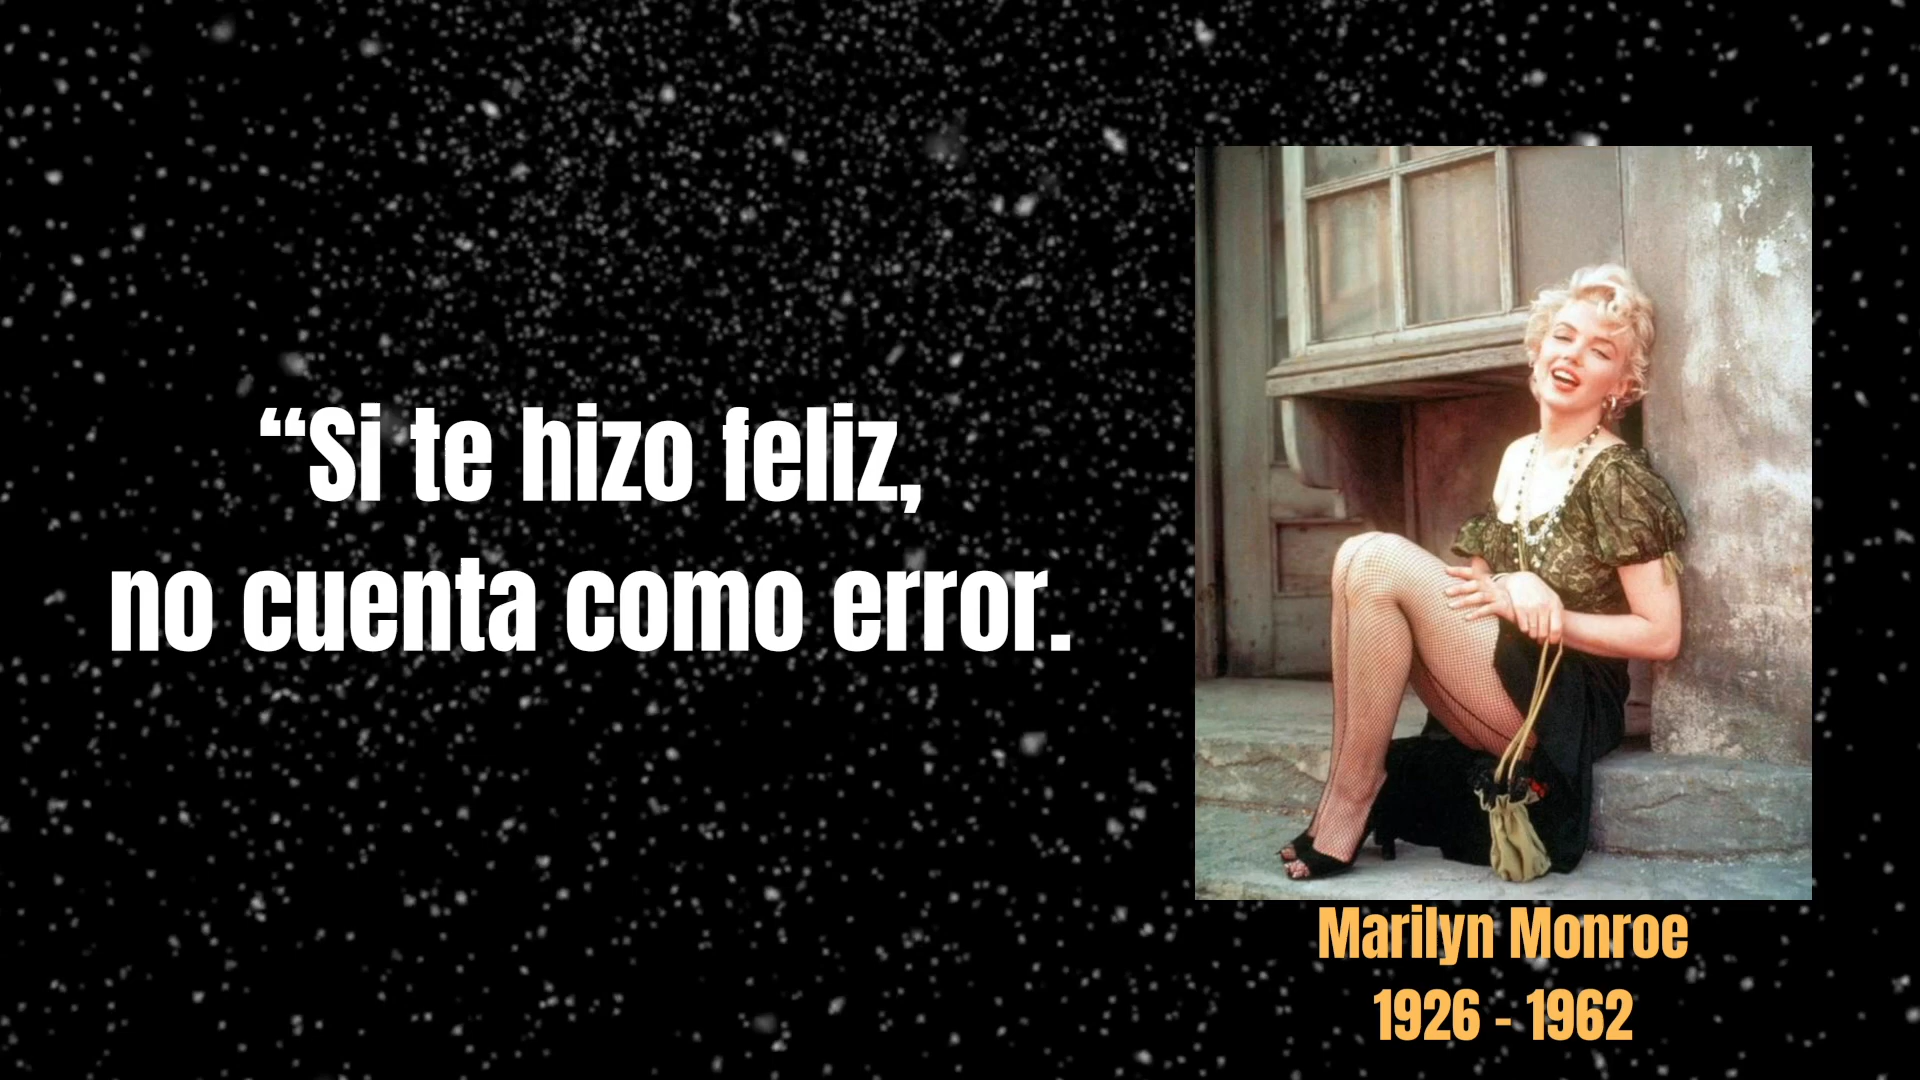 “Si te hizo feliz,
no cuenta como error.
Marilyn Monroe
1926 - 1962